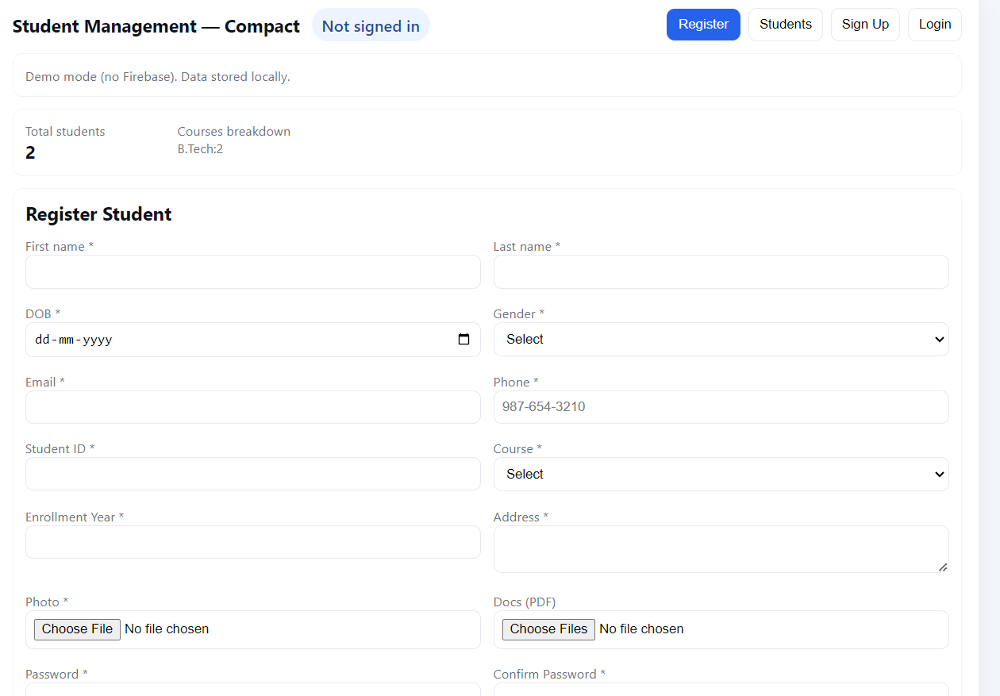 Student Management — Compact Not signed in Register Students Sign Up Login
Demo mode (no Firebase). Data stored locally.
Total students Courses breakdown
2 B.Tech:2
Register Student
First name * Last name *
DOB * Gender *
dd-mm-yyyy Select
Email * Phone *
987-654-3210
Student ID * Course *
Select
Enrollment Year * Address *
Photo * Docs (PDF)
Choose File No file chosen Choose Files No file chosen
Password * Confirm Password *